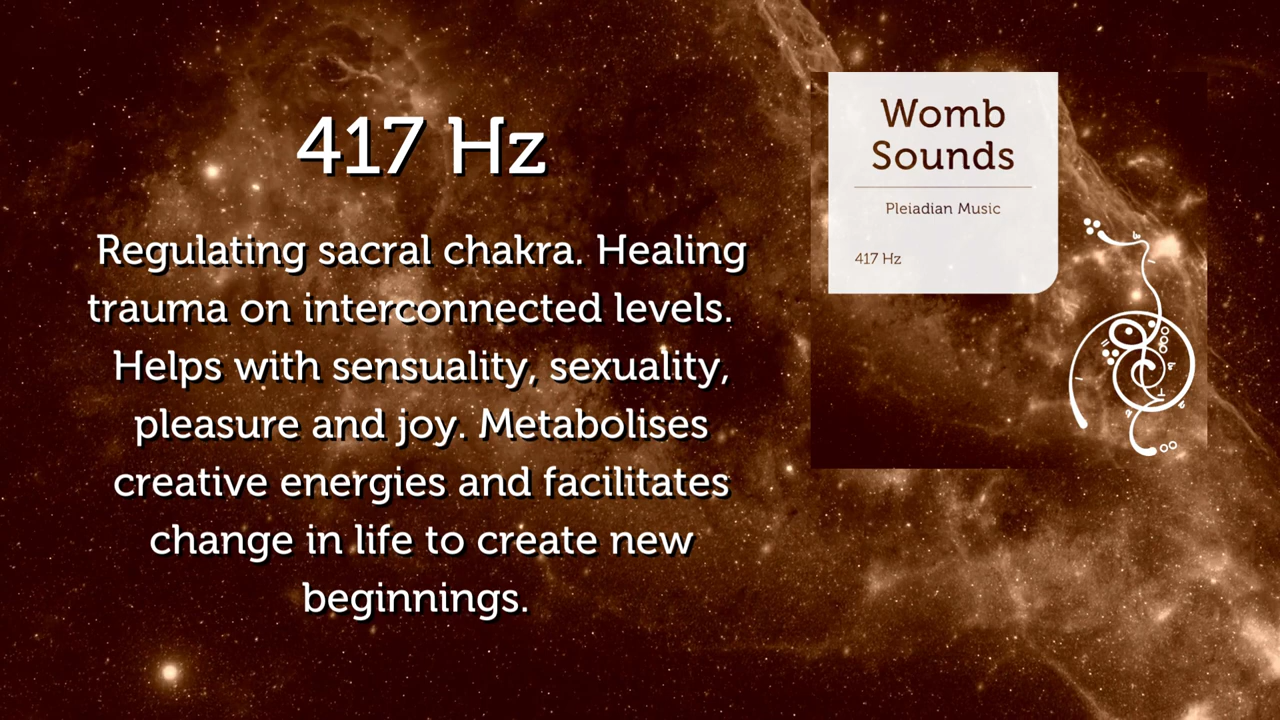 417 Hz
Regulating sacral chakra. Healing
trauma on interconnected levels.
Helps with sensuality, sexuality,
pleasure and joy. Metabolises
creative energies and facilitates
change in life to create new
beginnings.
Womb
Sounds
Pleiadian Music
417 Hz